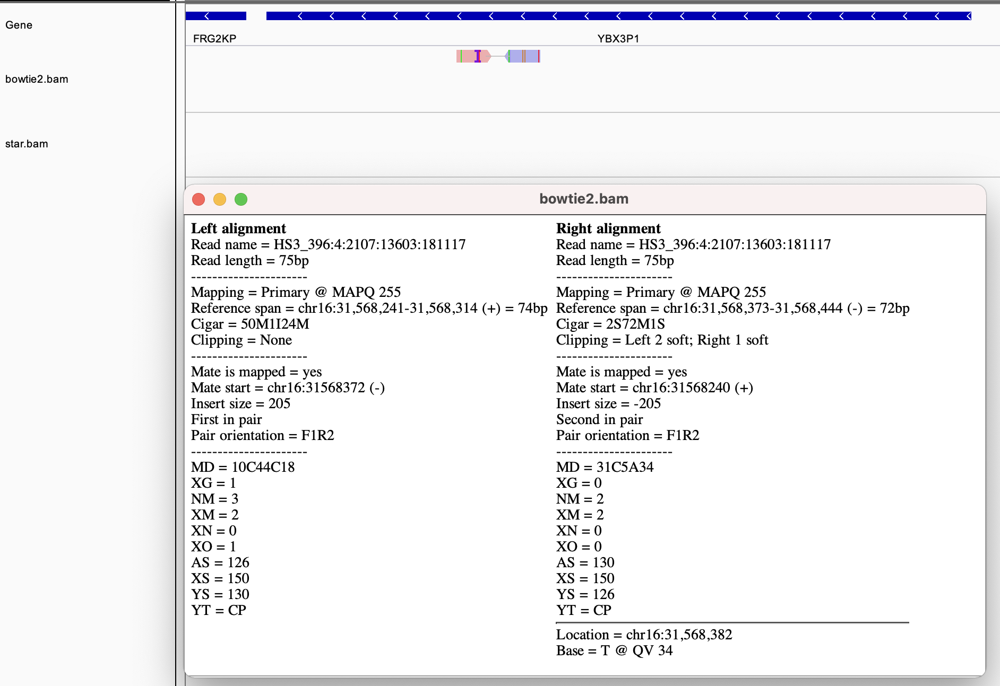 Gene
FRG2KP
YBX3P1
bowtie2.bam
star.bam
bowtie2.bam
Left alignment
Read name = HS3_396:4:2107:13603:181117
Read length = 75bp
----------------------
Mapping = Primary @ MAPQ 255
Reference span = chr16:31,568,241-31,568,314 (+) = 74bp
Cigar = 50M1I24M
Clipping = None
----------------------
Mate is mapped = yes
Mate start = chr16:31568372 (-)
Insert size = 205
First in pair
Pair orientation = F1R2
----------------------
MD = 10C44C18
XG = 1
NM = 3
XM = 2
XN = 0
XO = 1
AS = 126
XS = 150
YS = 130
YT = CP
Right alignment
Read name = HS3_396:4:2107:13603:181117
Read length = 75bp
----------------------
Mapping = Primary @ MAPQ 255
Reference span = chr16:31,568,373-31,568,444 (-) = 72bp
Cigar = 2S72M1S
Clipping = Left 2 soft; Right 1 soft
----------------------
Mate is mapped = yes
Mate start = chr16:31568240 (+)
Insert size = -205
Second in pair
Pair orientation = F1R2
----------------------
MD = 31C5A34
XG = 0
NM = 2
XM = 2
XN = 0
XO = 0
AS = 130
XS = 150
YS = 126
YT = CP
Location = chr16:31,568,382
Base = T @ QV 34